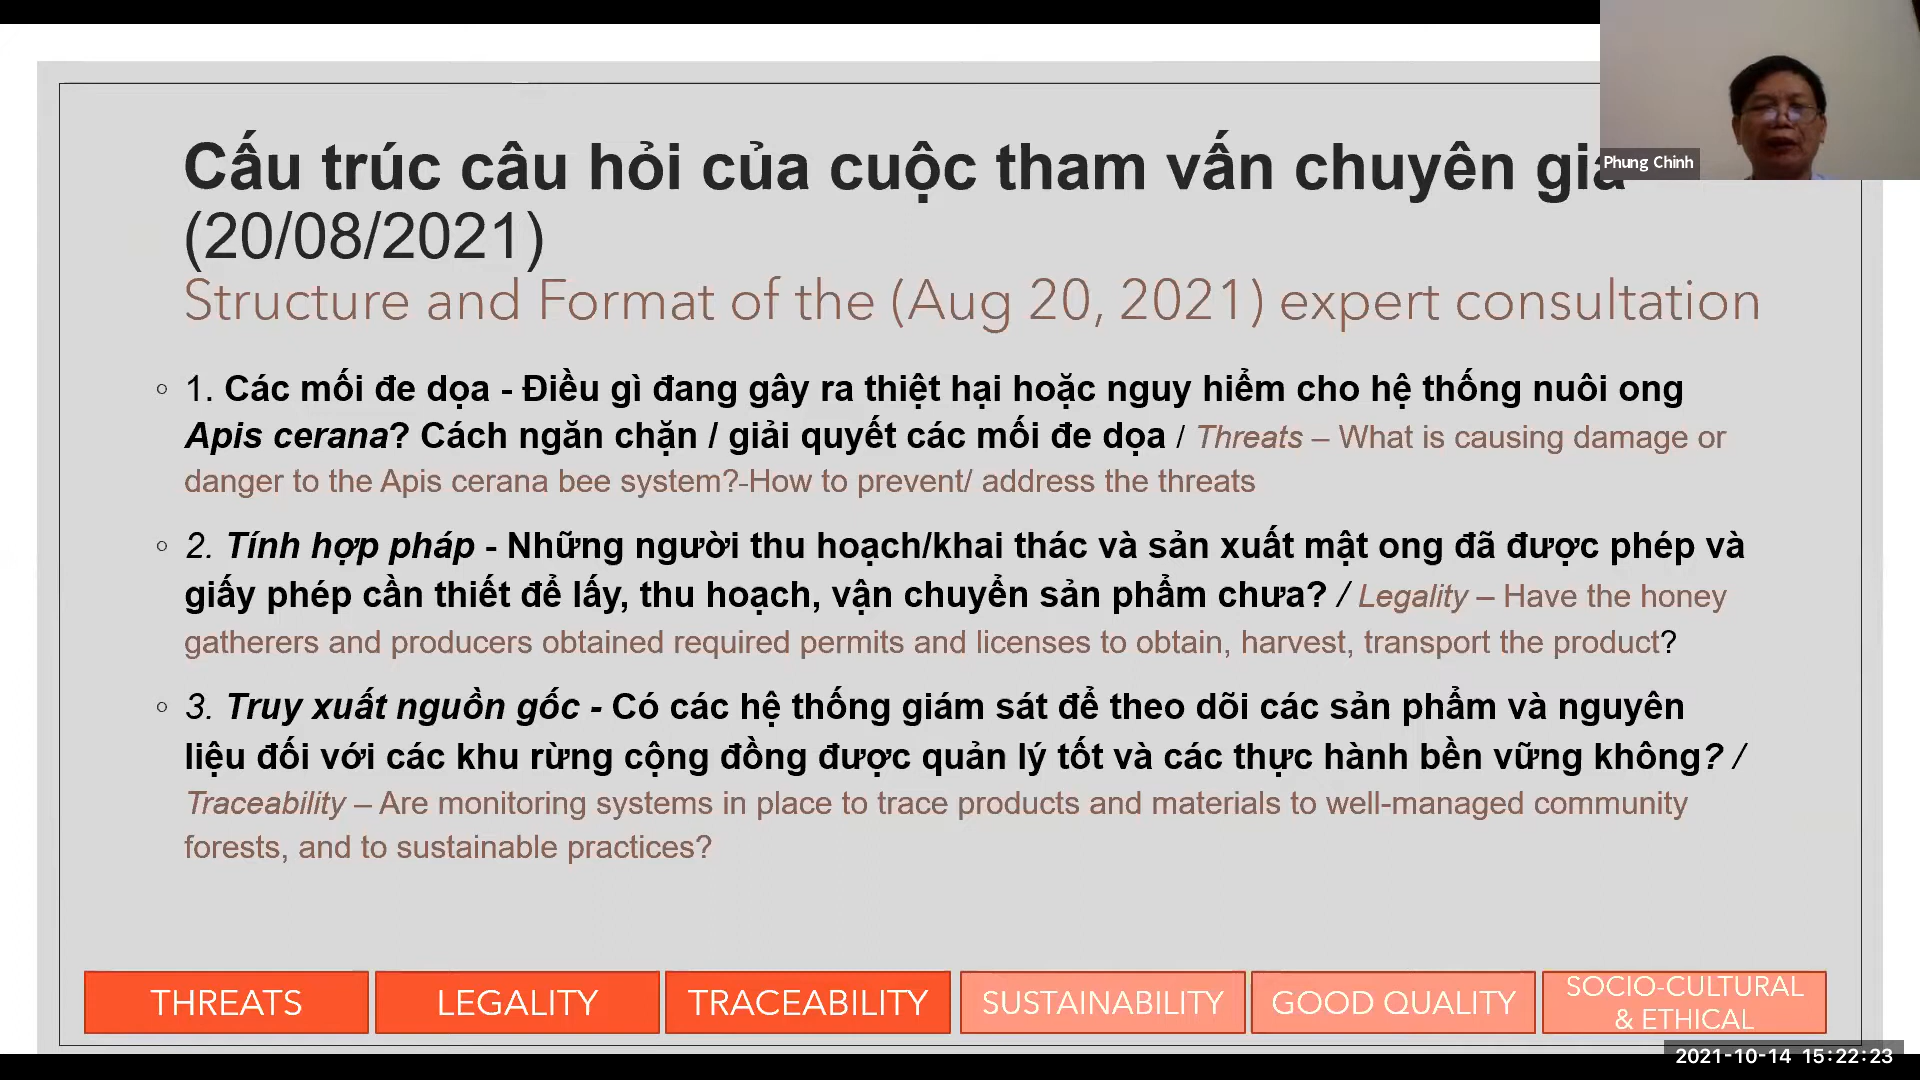 Cấu trúc câu hỏi của cuộc tham vấn chuyên gia
(20/08/2021)
Structure and Format of the (Aug 20, 2021) expert consultation
Phung Chinh
◦ 1. Các mối đe dọa - Điều gì đang gây ra thiệt hại hoặc nguy hiểm cho hệ thống nuôi ong
Apis cerana? Cách ngăn chặn / giải quyết các mối đe dọa / Threats – What is causing damage or
danger to the Apis cerana bee system?-How to prevent/ address the threats
◦ 2. Tính hợp pháp - Những người thu hoạch/khai thác và sản xuất mật ong đã được phép và
giấy phép cần thiết để lấy, thu hoạch, vận chuyển sản phẩm chưa? / Legality – Have the honey
gatherers and producers obtained required permits and licenses to obtain, harvest, transport the product?
◦ 3. Truy xuất nguồn gốc - Có các hệ thống giám sát để theo dõi các sản phẩm và nguyên
liệu đối với các khu rừng cộng đồng được quản lý tốt và các thực hành bền vững không? /
Traceability – Are monitoring systems in place to trace products and materials to well-managed community
forests, and to sustainable practices?
THREATS
LEGALITY
TRACEABILITY
SUSTAINABILITY
GOOD QUALITY
SOCIO-CULTURAL
& ETHICAL
2021-10-14 15:22:23